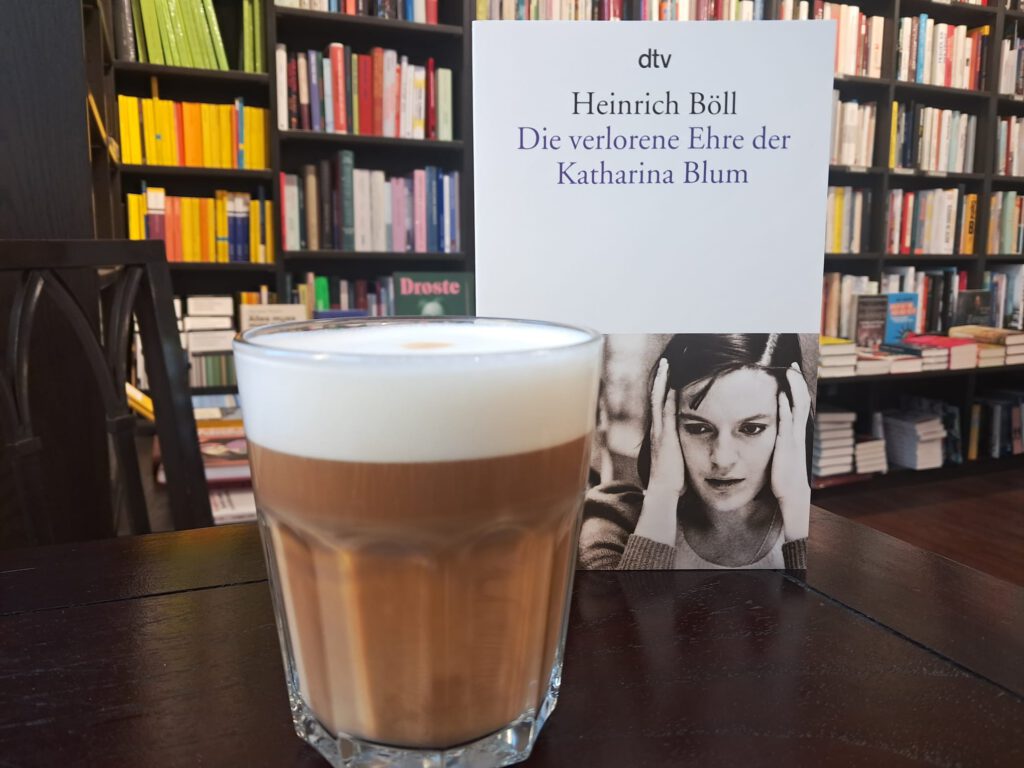 dtv
Heinrich Böll
Die verlorene Ehre der
Katharina Blum
Droste